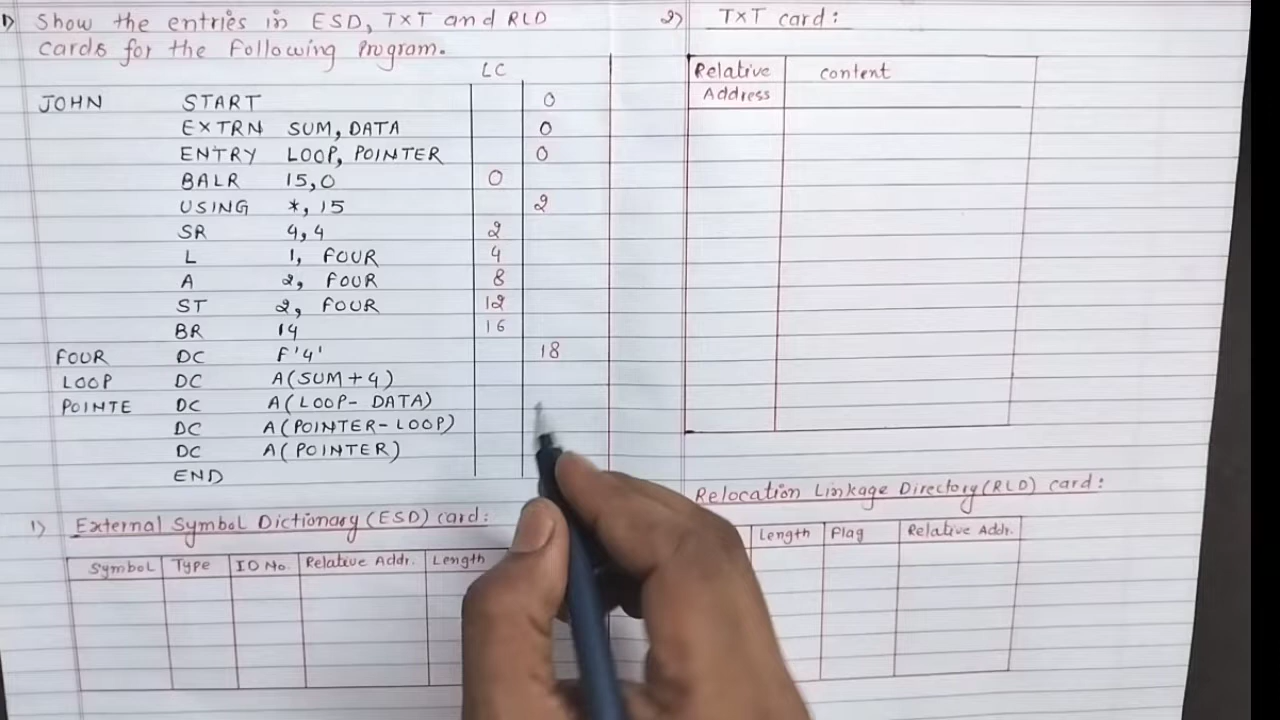 1) Show the entries in ESD, TXT and RLD
cards for the Following Program.
LC
JOHN START 0
EXTRN SUM, DATA 0
ENTRY LOOP, POINTER 0
BALR 15,0 0
USING *, 15 2
SR 4,4 2
L 1, FOUR 4
A 2, FOUR 8
ST 2, FOUR 12
BR 14 16
FOUR DC F'4' 18
LOOP DC A(SUM+4)
POINTE DC A(LOOP- DATA)
DC A(POINTER-LOOP)
DC A(POINTER)
END
1) External Symbol Dictionary (ESD) card:
Symbol Type ID No. Relative Addr. Length
2) TXT card:
Relative Address content
Relocation Linkage Directory(RLD) card:
Length Flag Relative Addr.